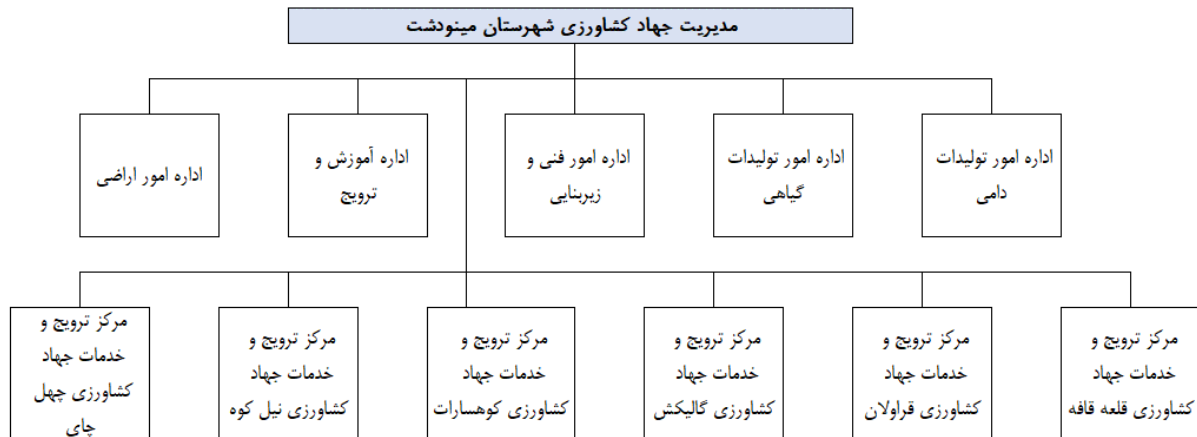 مدیریت جهاد کشاورزی شهرستان مینودشت
اداره امور تولیدات
دامی
اداره امور تولیدات
گیاهی
اداره امور فنی و
زیربنایی
اداره آموزش و
ترویج
اداره امور اراضی
مرکز ترویج و
خدمات جهاد
کشاورزی قلعه قافه
مرکز ترویج و
خدمات جهاد
کشاورزی قراولان
مرکز ترویج و
خدمات جهاد
کشاورزی گالیکش
مرکز ترویج و
خدمات جهاد
کشاورزی کوهسارات
مرکز ترویج و
خدمات جهاد
کشاورزی نیل کوه
مرکز ترویج و
خدمات جهاد
کشاورزی چهل
چای